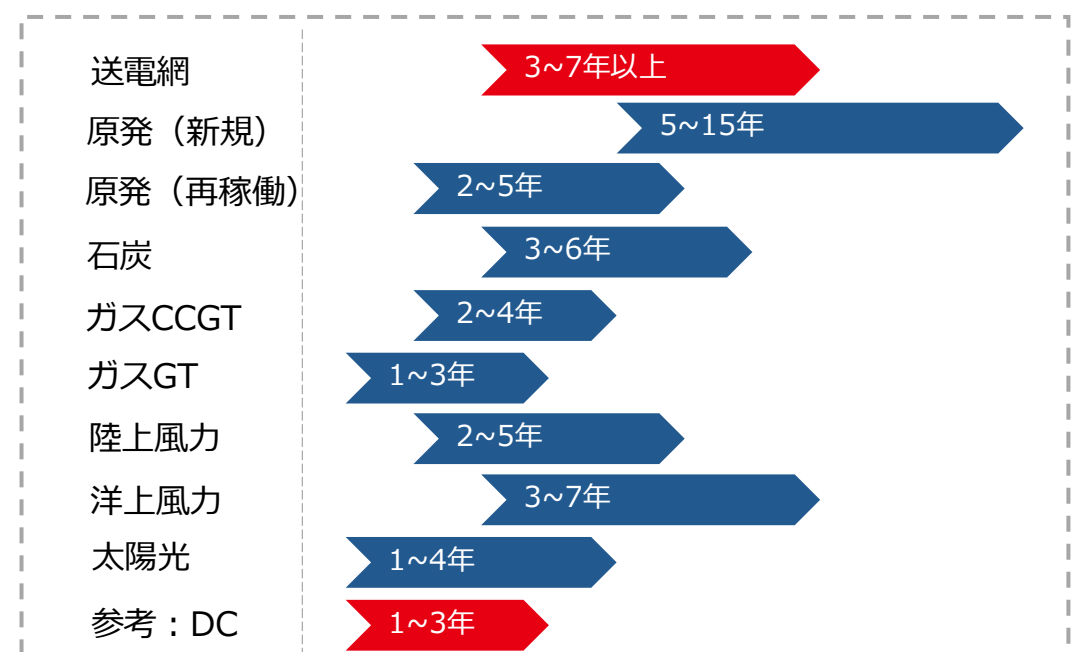 送電網 3~7年以上
原発（新規） 5~15年
原発（再稼働） 2~5年
石炭 3~6年
ガスCCGT 2~4年
ガスGT 1~3年
陸上風力 2~5年
洋上風力 3~7年
太陽光 1~4年
参考：DC 1~3年